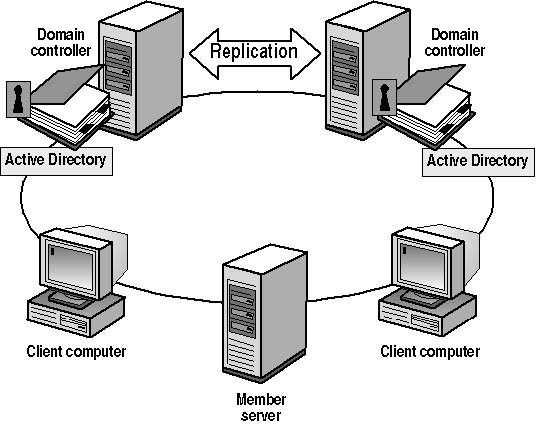 Domain
controller
Replication
Domain
controller
Active Directory
Active Directory
Client computer
Client computer
Member
server